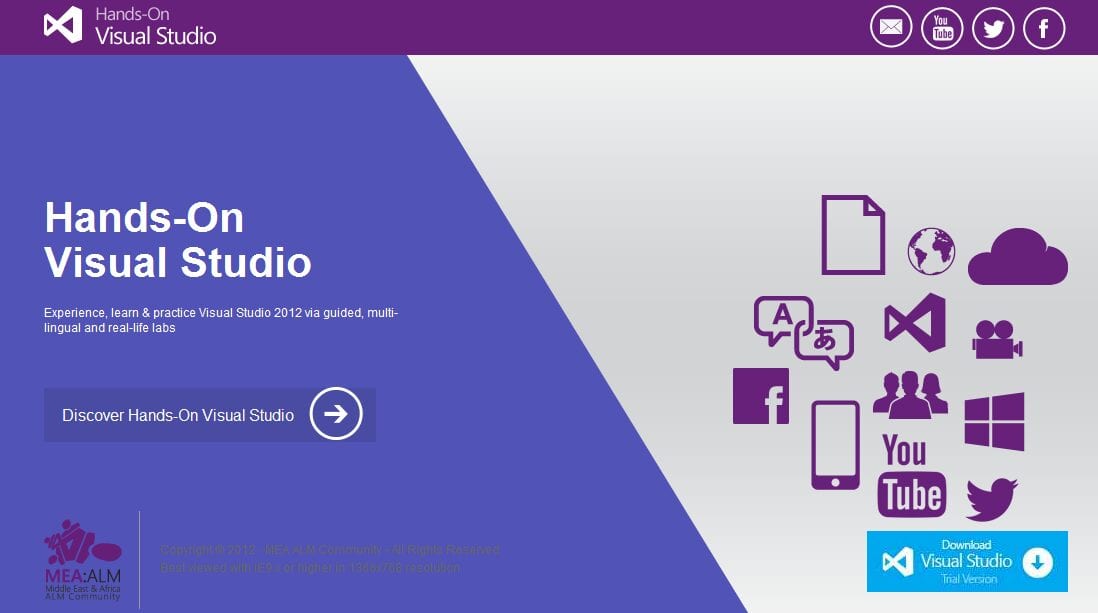 Hands-On
Visual Studio
You
Tube
f
Hands-On
Visual Studio
Experience, learn & practice Visual Studio 2012 via guided, multi-
lingual and real-life labs
A
あ
f
Discover Hands-On Visual Studio
You
Tube
MEA:ALM
Middle East & Africa
ALM Community
Copyright © 2012 - MEA ALM Community - All Rights Reserved
Best viewed with IE9.x or higher in 1366x768 resolution
Download
Visual Studio
Trial Version